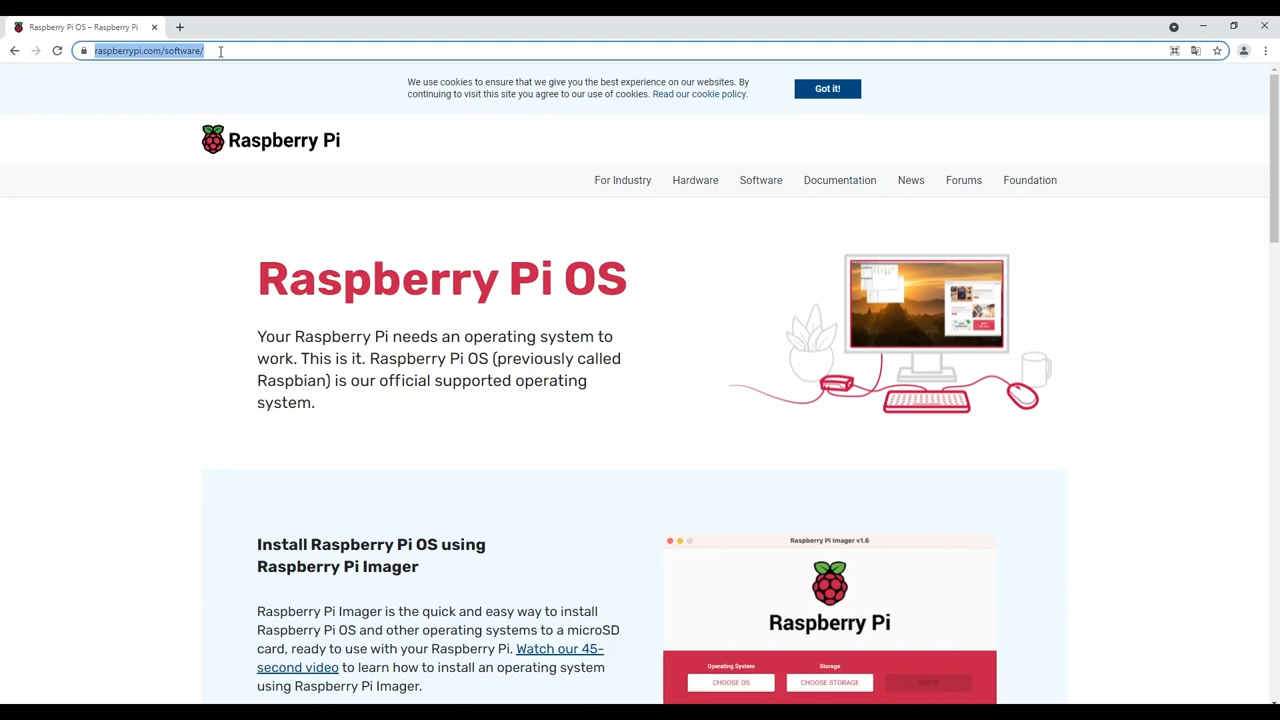 Raspberry Pi OS – Raspberry Pi
raspberrypi.com/software/
We use cookies to ensure that we give you the best experience on our websites. By
continuing to visit this site you agree to our use of cookies. Read our cookie policy.
Got it!
Raspberry Pi
For Industry Hardware Software Documentation News Forums Foundation
Raspberry Pi OS
Your Raspberry Pi needs an operating system to
work. This is it. Raspberry Pi OS (previously called
Raspbian) is our official supported operating
system.
Install Raspberry Pi OS using
Raspberry Pi Imager
Raspberry Pi Imager is the quick and easy way to install
Raspberry Pi OS and other operating systems to a microSD
card, ready to use with your Raspberry Pi. Watch our 45-
second video to learn how to install an operating system
using Raspberry Pi Imager.
Raspberry Pi Imager v1.6
Raspberry Pi
Operating System Storage
CHOOSE OS CHOOSE STORAGE WRITE